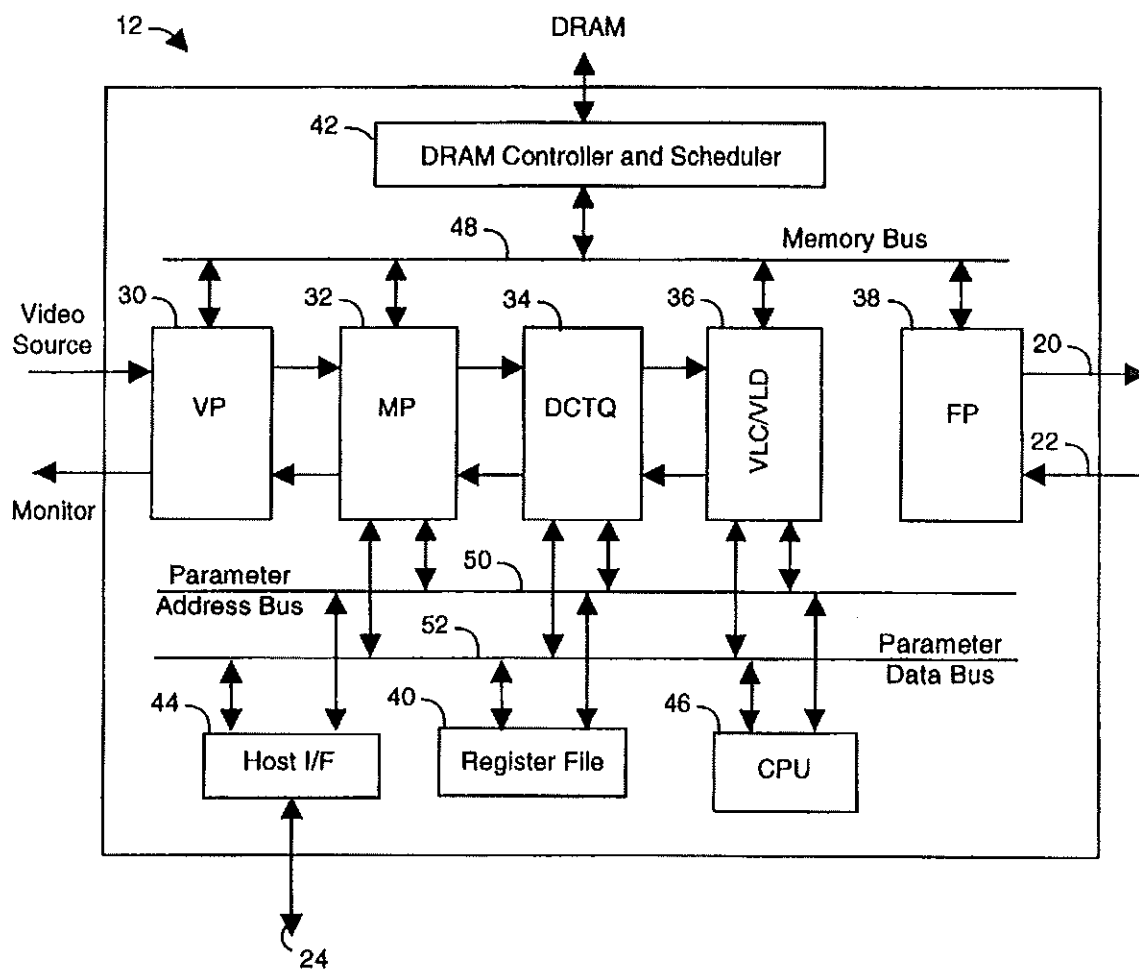 12
DRAM
42
DRAM Controller and Scheduler
48
Memory Bus
Video
Source
30
32
34
36
38
20
VP
MP
DCTQ
VLC/VLD
FP
22
Monitor
50
Parameter
Address Bus
52
Parameter
Data Bus
44
40
46
Host I/F
Register File
CPU
24